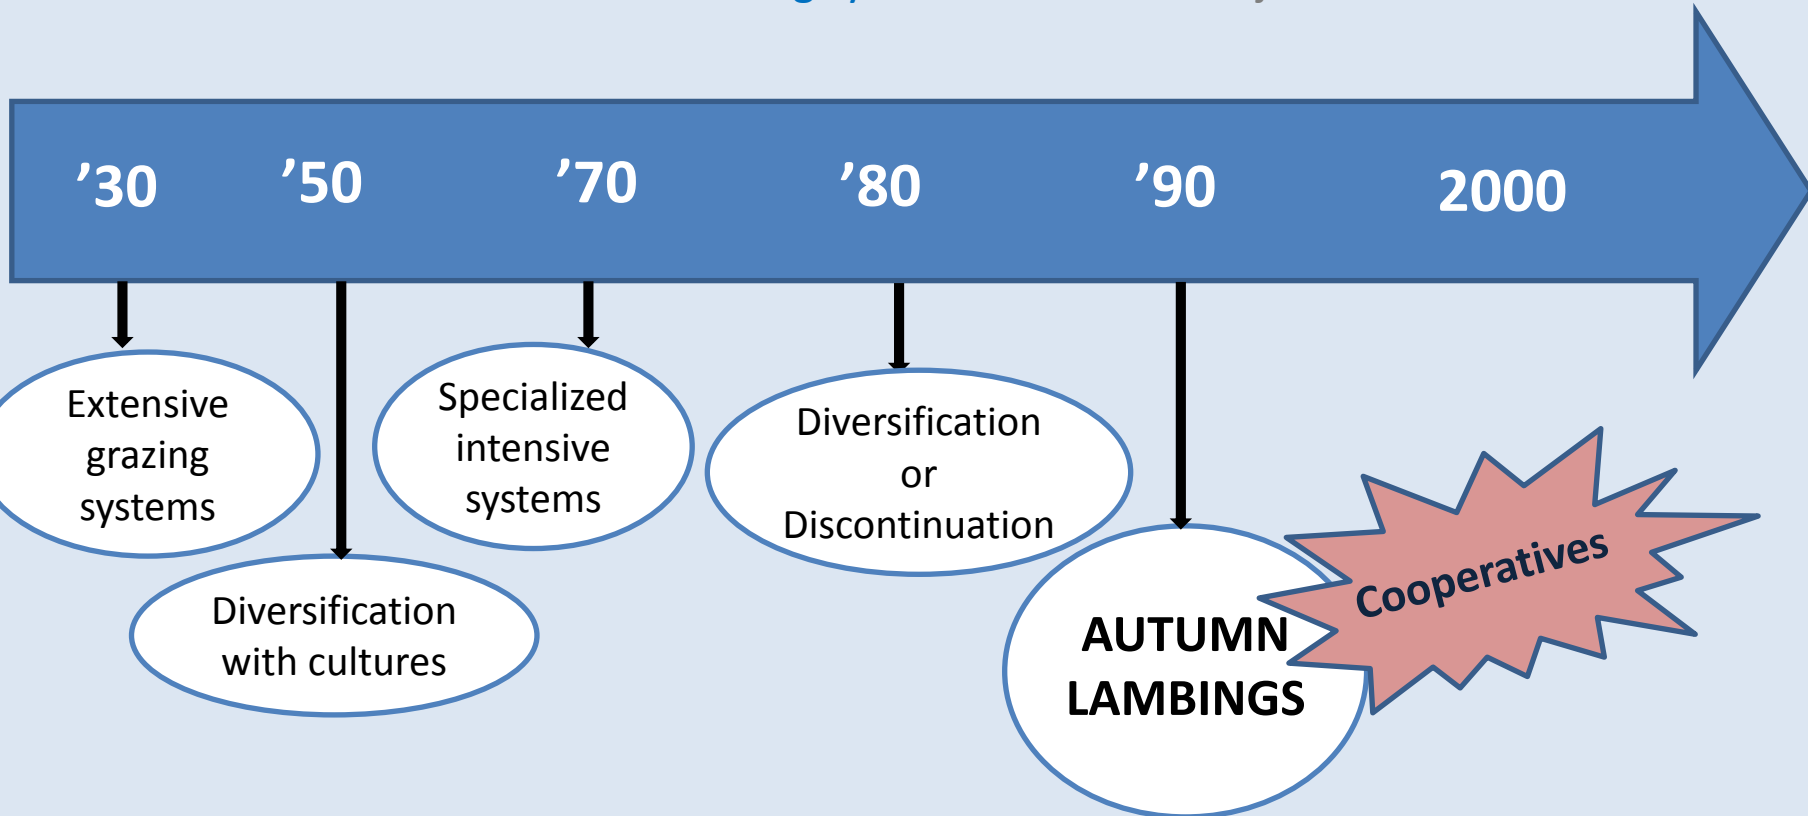 ’30 ’50 ’70 ’80 ’90 2000
Extensive
grazing
systems
Diversification
with cultures
Specialized
intensive
systems
Diversification
or
Discontinuation
AUTUMN
LAMBINGS
Cooperatives